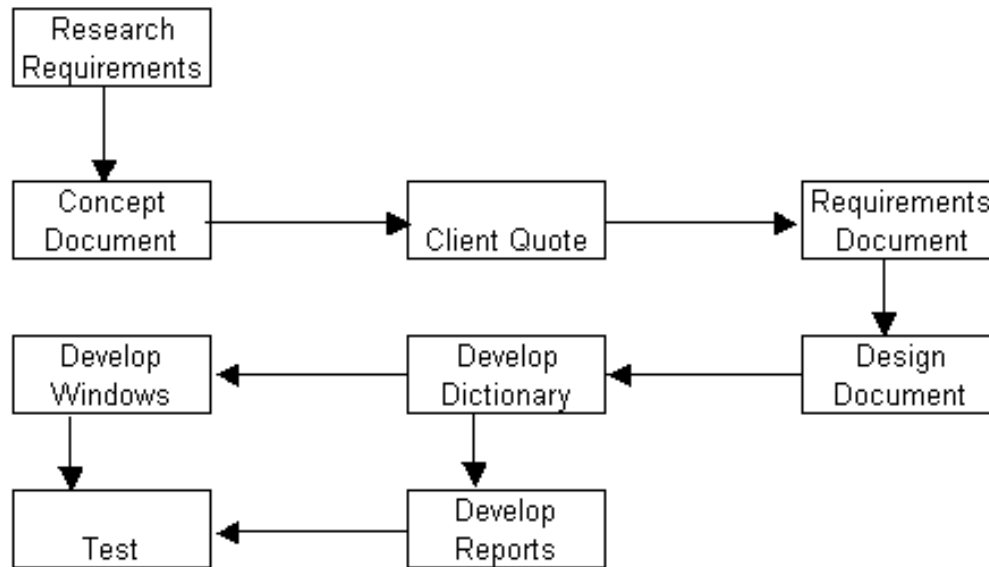 Research
Requirements
Concept
Document
Client Quote
Requirements
Document
Develop
Windows
Develop
Dictionary
Design
Document
Test
Develop
Reports